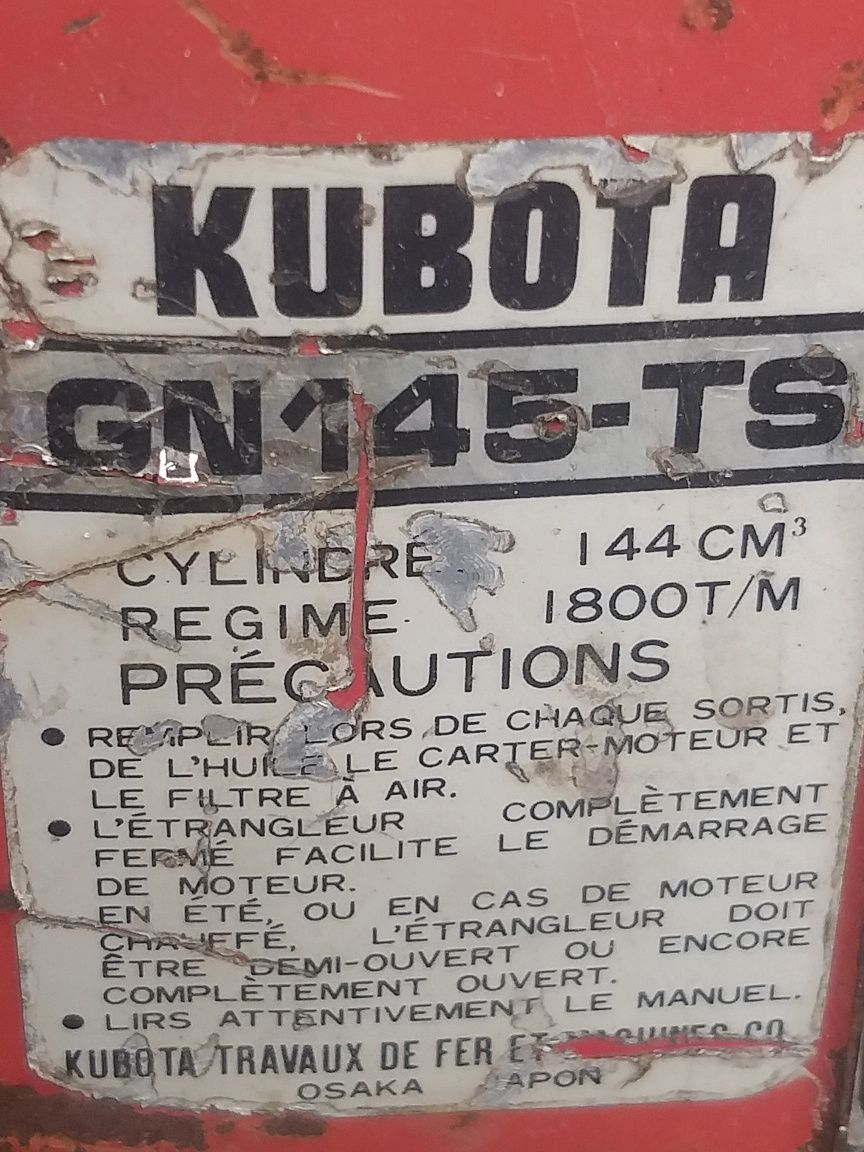 KUBOTA
GN145-TS
CYLINDRE 144 CM³
REGIME 1800T/M
PRÉCAUTIONS
• REMPLIR LORS DE CHAQUE SORTIS,
DE L'HUILE LE CARTER-MOTEUR ET
LE FILTRE À AIR.
• L'ÉTRANGLEUR COMPLÈTEMENT
FERMÉ FACILITE LE DÉMARRAGE
DE MOTEUR.
EN ÉTÉ, OU EN CAS DE MOTEUR
CHAUFFÉ, L'ÉTRANGLEUR DOIT
ÊTRE DEMI-OUVERT OU ENCORE
COMPLÈTEMENT OUVERT.
• LIRS ATTENTIVEMENT LE MANUEL.
KUBOTA TRAVAUX DE FER ET MACHINES CO
OSAKA APON